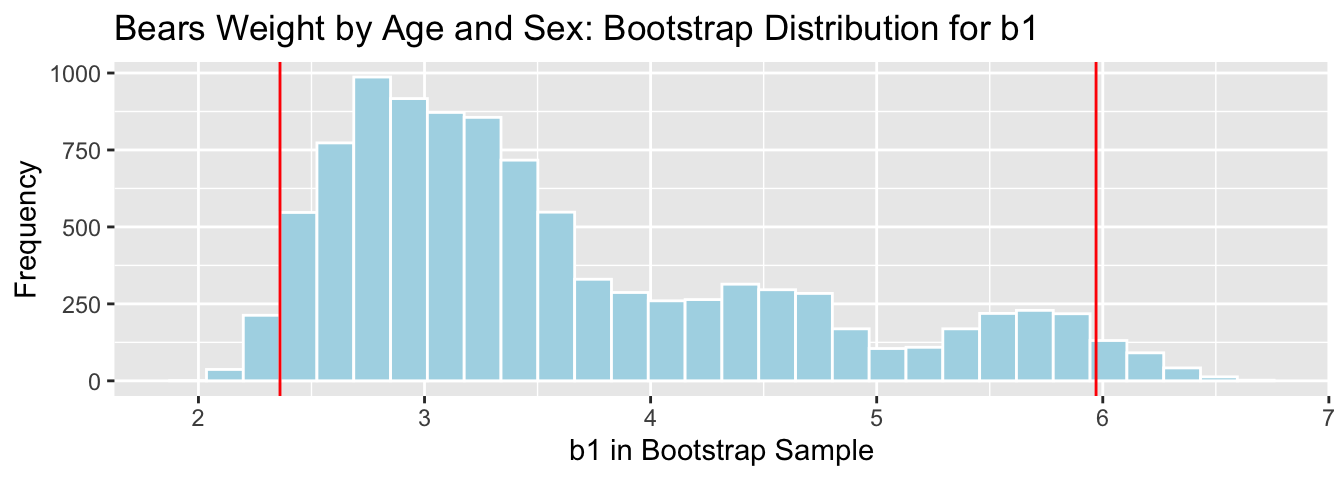 Bears Weight by Age and Sex: Bootstrap Distribution for b1
Frequency
1000
750
500
250
0
2 3 4 5 6 7
b1 in Bootstrap Sample